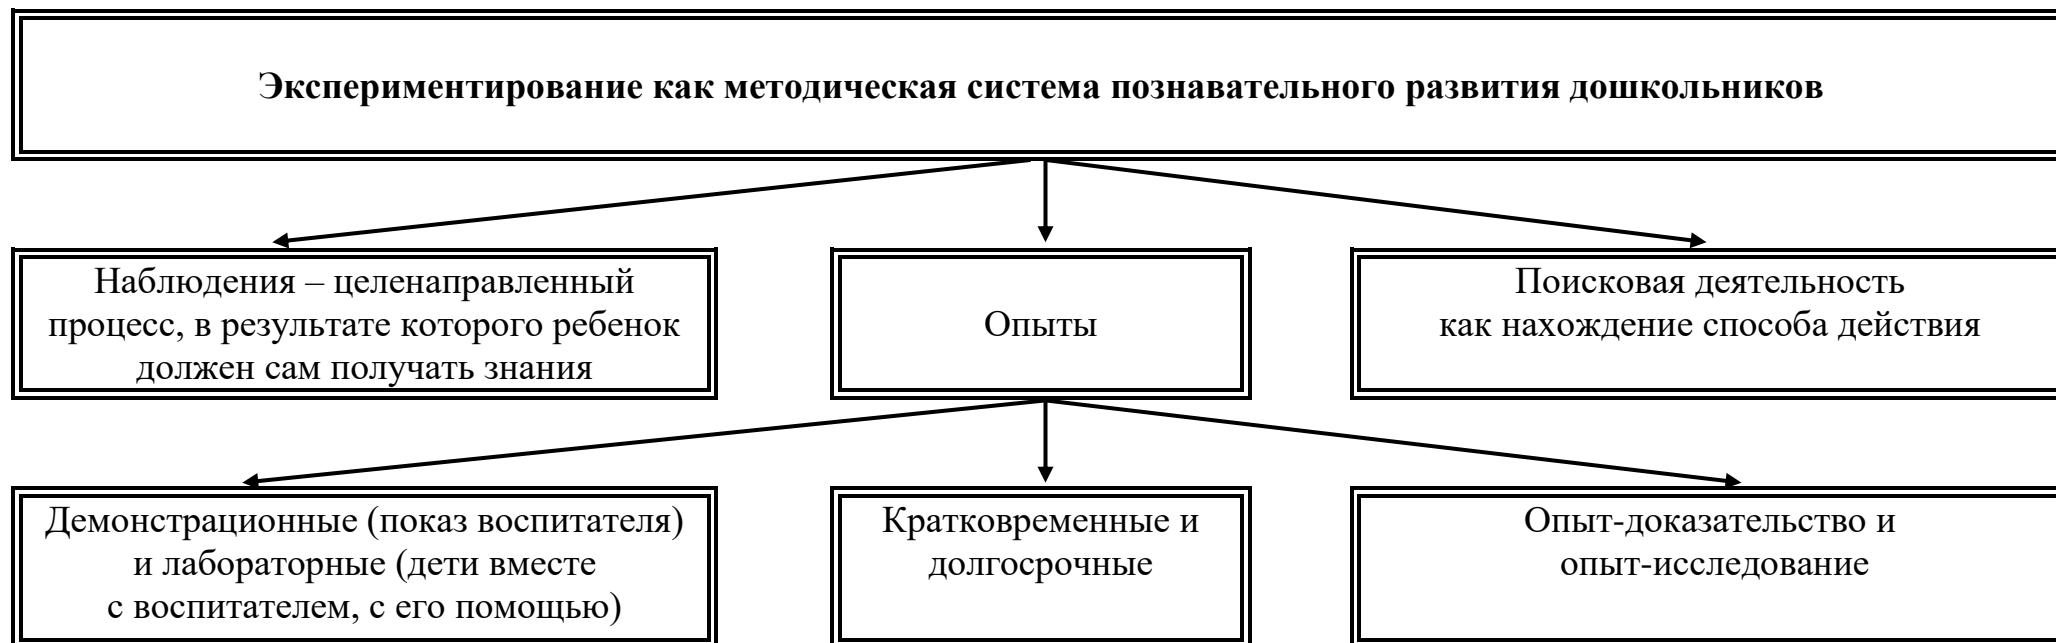 Экспериментирование как методическая система познавательного развития дошкольников
Наблюдения – целенаправленный
процесс, в результате которого ребенок
должен сам получать знания
Опыты
Поисковая деятельность
как нахождение способа действия
Демонстрационные (показ воспитателя)
и лабораторные (дети вместе
с воспитателем, с его помощью)
Кратковременные и
долгосрочные
Опыт-доказательство и
опыт-исследование